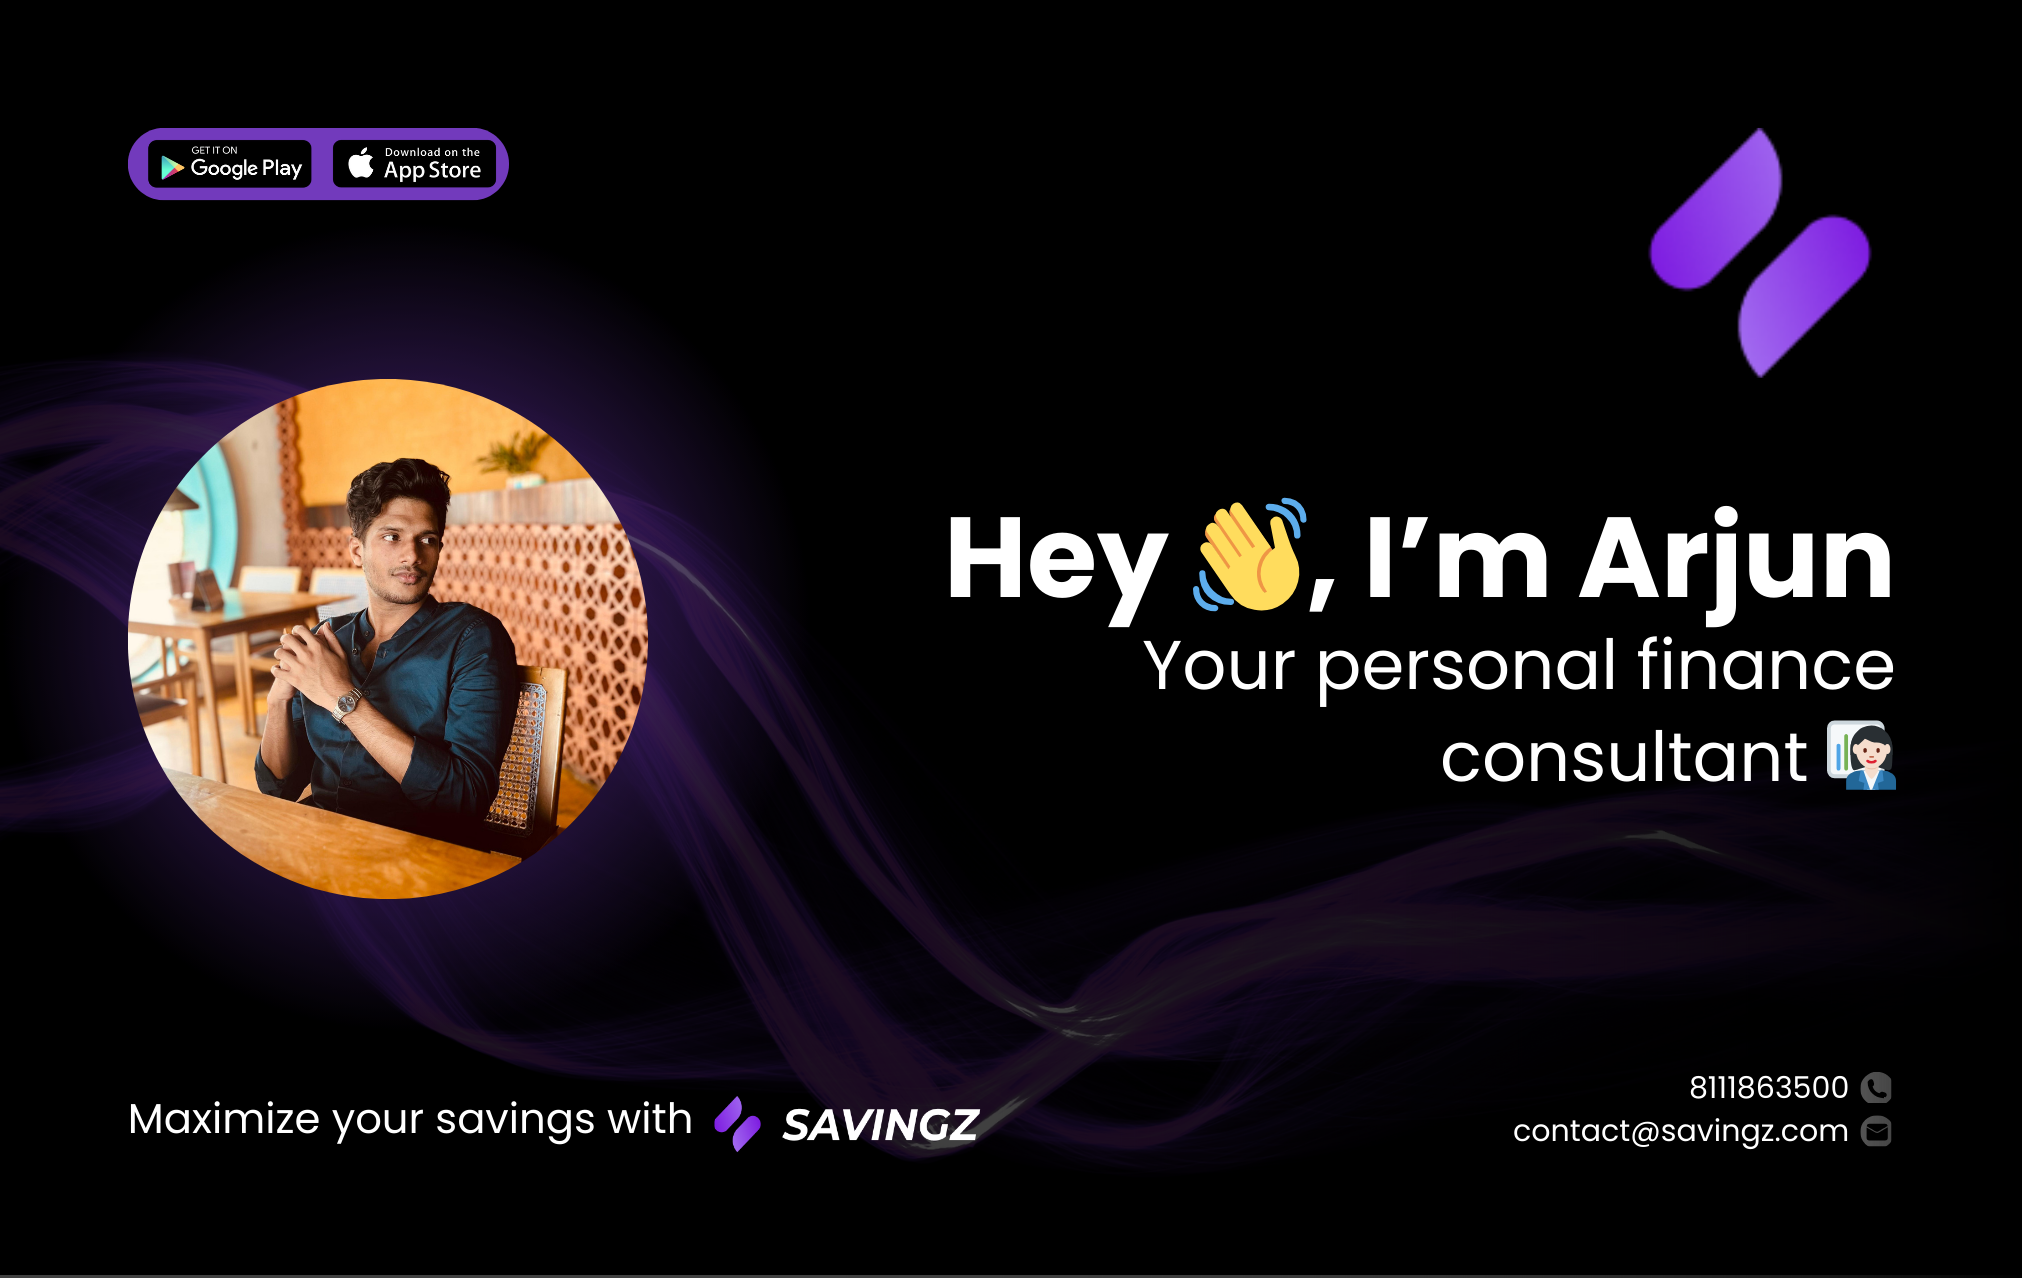 GET IT ON
Google Play
Download on the
App Store
Hey 👋, I’m Arjun
Your personal finance
consultant 👩‍💼
Maximize your savings with SAVINGZ
8111863500
contact@savingz.com